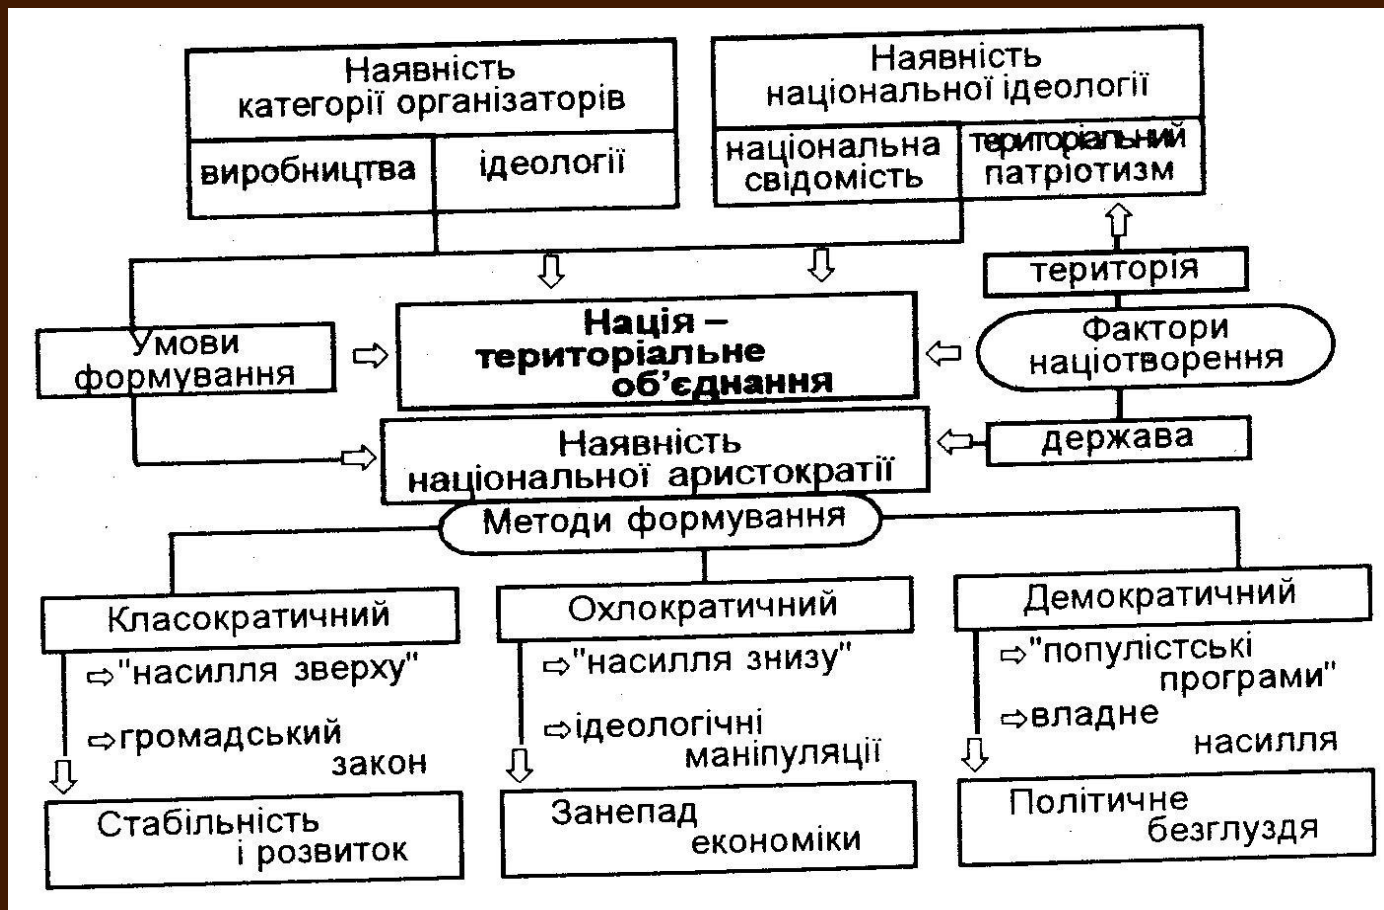 Наявність
категорії організаторів
виробництва
ідеології
Наявність
національної ідеології
національна
свідомість
територіальний
патріотизм
територія
Умови
формування
Нація –
територіальне
об’єднання
Фактори
націотворення
Наявність
національної аристократії
держава
Методи формування
Класократичний
⇨"насилля зверху"
⇨громадський
закон
Стабільність
і розвиток
Охлократичний
⇨"насилля знизу"
⇨ідеологічні
маніпуляції
Занепад
економіки
Демократичний
⇨"популістські
програми"
⇨владне
насилля
Політичне
безглуздя